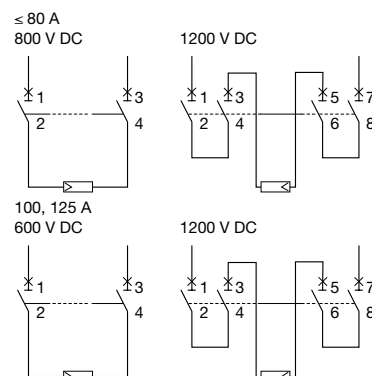 ≤ 80 A
800 V DC 1200 V DC
1 3 1 3 5 7
2 4 2 4 6 8
100, 125 A
600 V DC 1200 V DC
1 3 1 3 5 7
2 4 2 4 6 8